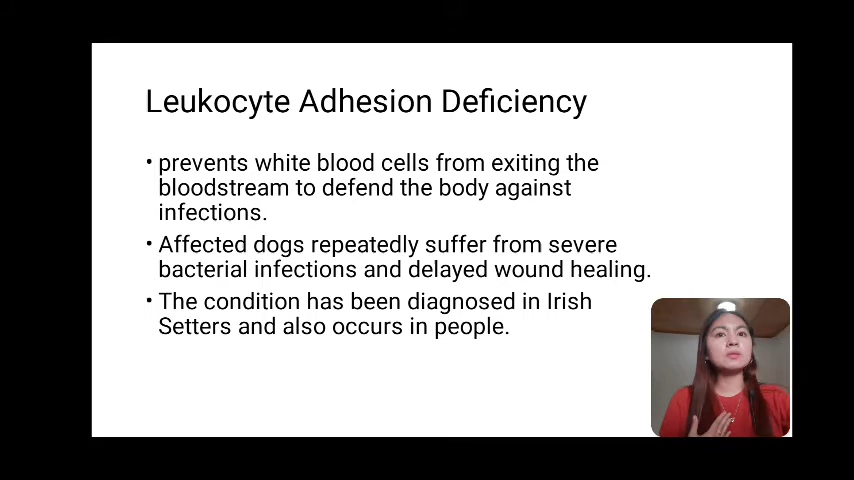 Leukocyte Adhesion Deficiency
• prevents white blood cells from exiting the
bloodstream to defend the body against
infections.
• Affected dogs repeatedly suffer from severe
bacterial infections and delayed wound healing.
• The condition has been diagnosed in Irish
Setters and also occurs in people.